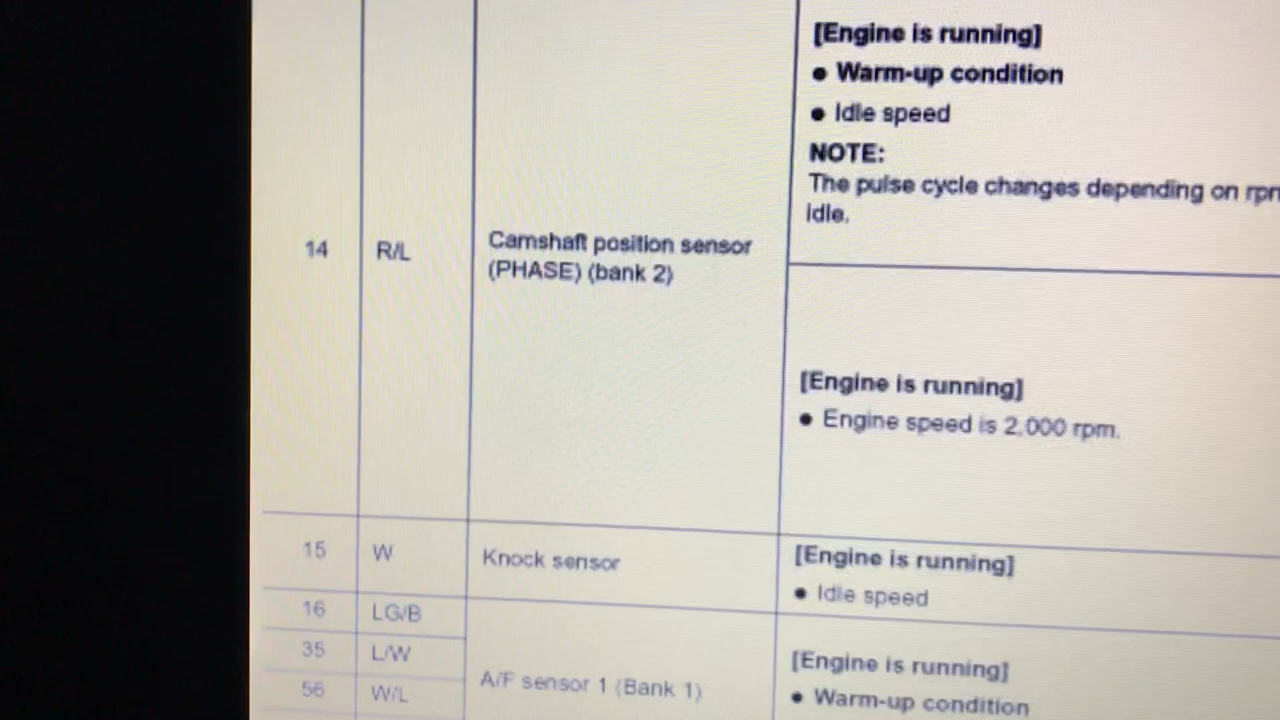 [Engine is running]
● Warm-up condition
● Idle speed
NOTE:
The pulse cycle changes depending on
idle.
14 R/L Camshaft position sensor
(PHASE) (bank 2)
[Engine is running]
● Engine speed is 2,000 rpm.
15 W Knock sensor
[Engine is running]
● Idle speed
16 LG/B
35 L/W
56 W/L
A/F sensor 1 (Bank 1)
[Engine is running]
● Warm-up condition